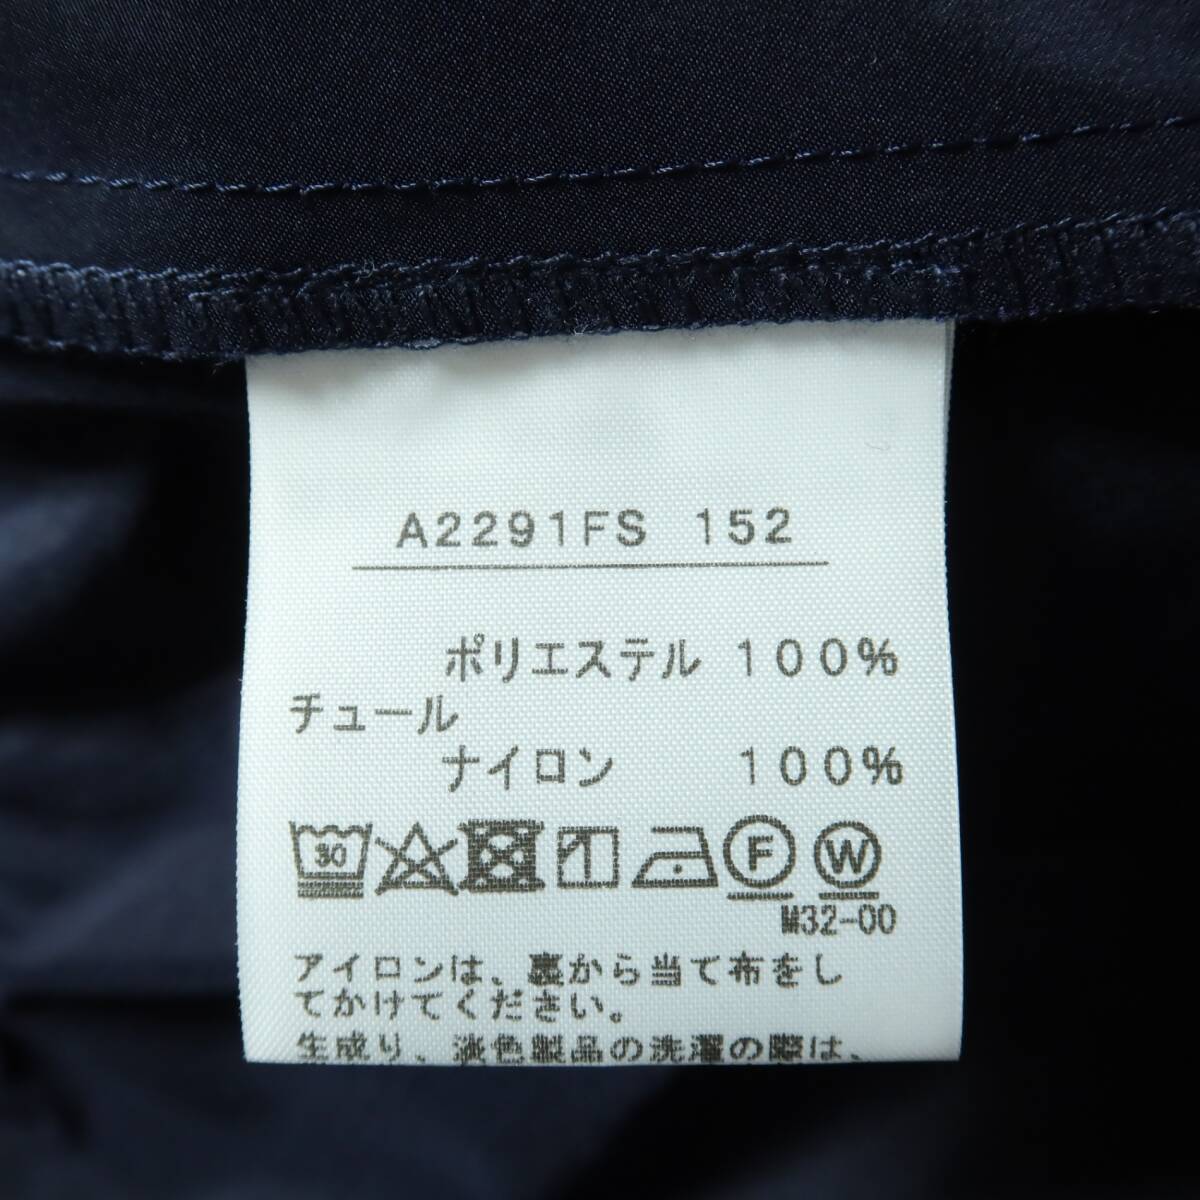 A2291FS 152
ポリエステル 100%
チュール
ナイロン 100%
30 F W
M32-00
アイロンは、裏から当て布をし
てかけてください。
生成り、淡色製品の洗濯の際は、